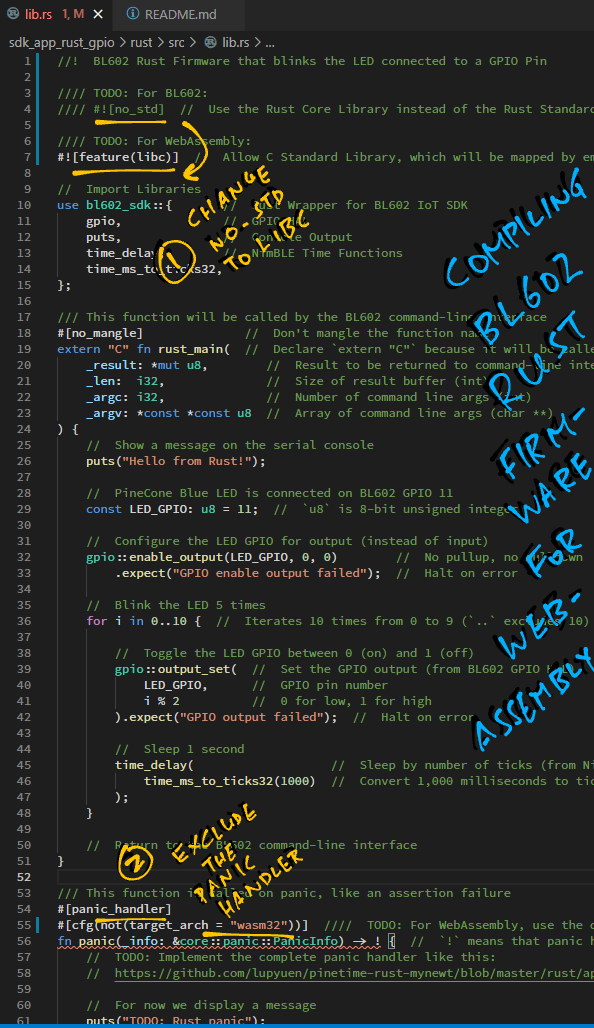 lib.rs 1, M
README.md
sdk_app_rust_gpio > rust > src > lib.rs > ...
1 //! BL602 Rust Firmware that blinks the LED connected to a GPIO Pin
2
3 //// TODO: For BL602:
4 //// #![no_std] // Use the Rust Core Library instead of the Rust Standar
5
6 //// TODO: For WebAssembly:
7 #![feature(libc)] // Allow C Standard Library, which will be mapped by em
8
9 // Import Libraries
10 use bl602_sdk::{ // Rust Wrapper for BL602 IoT SDK
11 gpio, // GPIO
12 puts, // Console Output
13 time_delay, // NimBLE Time Functions
14 time_ms_to_ticks32,
15 };
16
17 /// This function will be called by the BL602 command-line interface
18 #[no_mangle] // Don't mangle the function name
19 extern "C" fn rust_main( // Declare `extern "C"` because it will be calle
20 _result: *mut u8, // Result to be returned to command-line inte
21 _len: i32, // Size of result buffer (int)
22 _argc: i32, // Number of command line args (int)
23 _argv: *const *const u8 // Array of command line args (char **)
24 ) {
25 // Show a message on the serial console
26 puts("Hello from Rust!");
27
28 // PineCone Blue LED is connected on BL602 GPIO 11
29 const LED_GPIO: u8 = 11; // `u8` is 8-bit unsigned integer
30
31 // Configure the LED GPIO for output (instead of input)
32 gpio::enable_output(LED_GPIO, 0, 0) // No pullup, no pulldown
33 .expect("GPIO enable output failed"); // Halt on error
34
35 // Blink the LED 5 times
36 for i in 0..10 { // Iterates 10 times from 0 to 9 (`..` excludes 10)
37
38 // Toggle the LED GPIO between 0 (on) and 1 (off)
39 gpio::output_set( // Set the GPIO output (from BL602 GPIO
40 LED_GPIO, // GPIO pin number
41 i % 2 // 0 for low, 1 for high
42 ).expect("GPIO output failed"); // Halt on error
43
44 // Sleep 1 second
45 time_delay( // Sleep by number of ticks (from Ni
46 time_ms_to_ticks32(1000) // Convert 1,000 milliseconds to tic
47 );
48 }
49
50 // Return to the BL602 command-line interface
51 }
52
53 /// This function is called on panic, like an assertion failure
54 #[panic_handler]
55 #[cfg(not(target_arch = "wasm32"))] //// TODO: For WebAssembly, use the d
56 fn panic(_info: &core::panic::PanicInfo) -> ! { // `!` means that panic h
57 // TODO: Implement the complete panic handler like this:
58 // https://github.com/lupyuen/pinetime-rust-mynewt/blob/master/rust/ap
59
60 // For now we display a message
61 puts("TODO: Rust panic");
1 CHANGE
NO-STD
TO LIBC
2 EXCLUDE
THE
PANIC
HANDLER
COMPILING
BL602
RUST
FIRM-
WARE
FOR
WEB-
ASSEMBLY